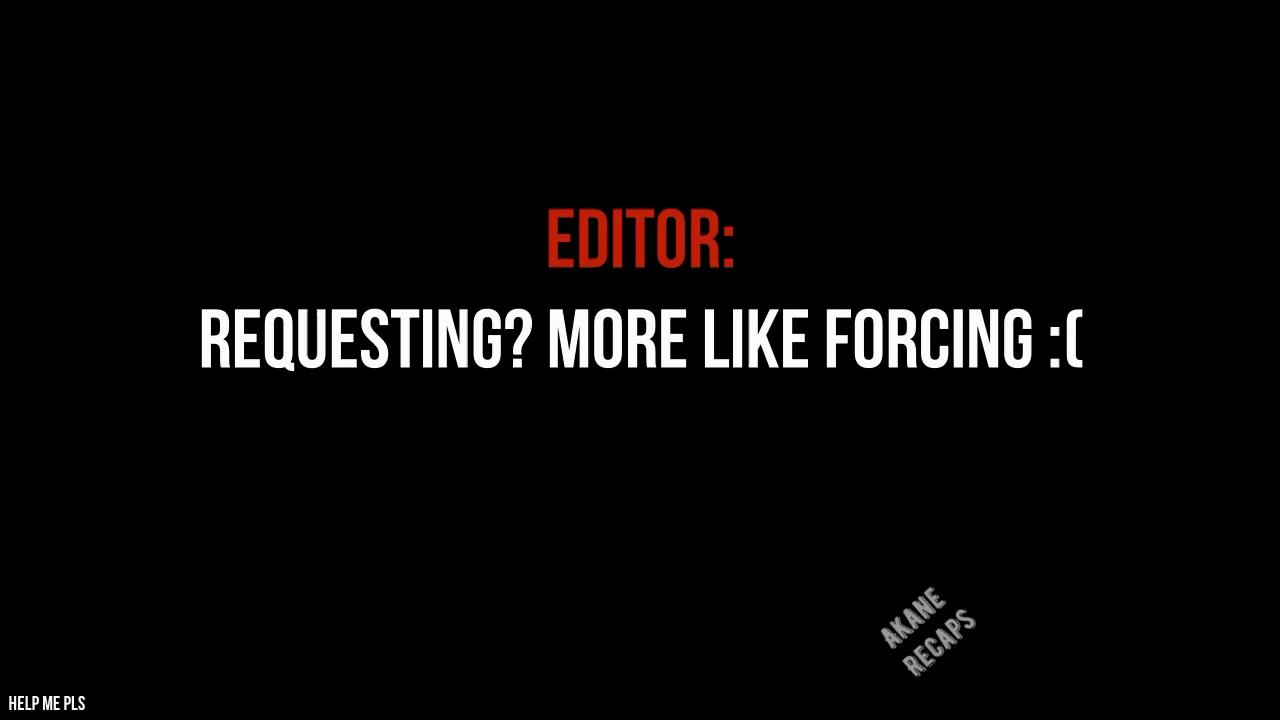 EDITOR:
REQUESTING? MORE LIKE FORCING :(
AKANE
RECAPS
HELP ME PLS